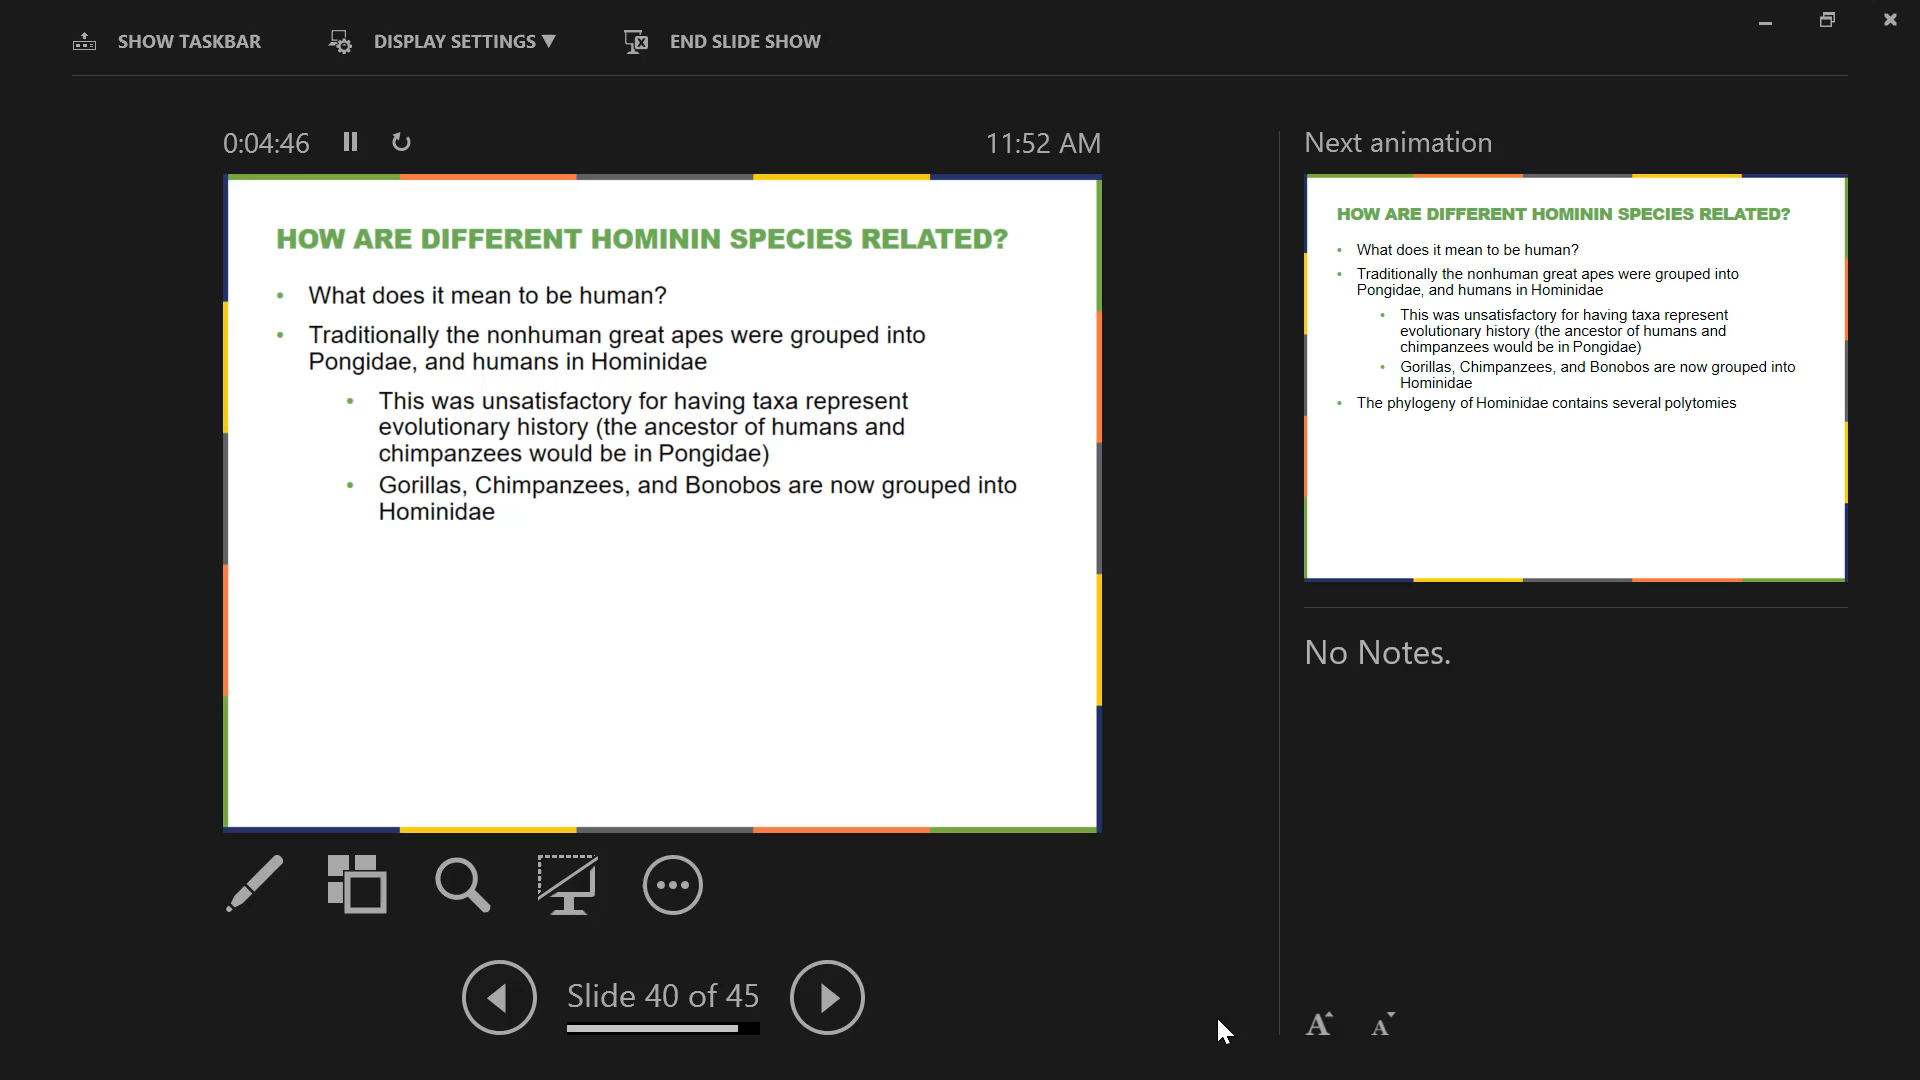 SHOW TASKBAR
DISPLAY SETTINGS ▼
END SLIDE SHOW
0:04:46
11:52 AM
HOW ARE DIFFERENT HOMININ SPECIES RELATED?
• What does it mean to be human?
• Traditionally the nonhuman great apes were grouped into
Pongidae, and humans in Hominidae
• This was unsatisfactory for having taxa represent
evolutionary history (the ancestor of humans and
chimpanzees would be in Pongidae)
• Gorillas, Chimpanzees, and Bonobos are now grouped into
Hominidae
Slide 40 of 45
Next animation
HOW ARE DIFFERENT HOMININ SPECIES RELATED?
• What does it mean to be human?
• Traditionally the nonhuman great apes were grouped into
Pongidae, and humans in Hominidae
• This was unsatisfactory for having taxa represent
evolutionary history (the ancestor of humans and
chimpanzees would be in Pongidae)
• Gorillas, Chimpanzees, and Bonobos are now grouped into
Hominidae
• The phylogeny of Hominidae contains several polytomies
No Notes.
A A